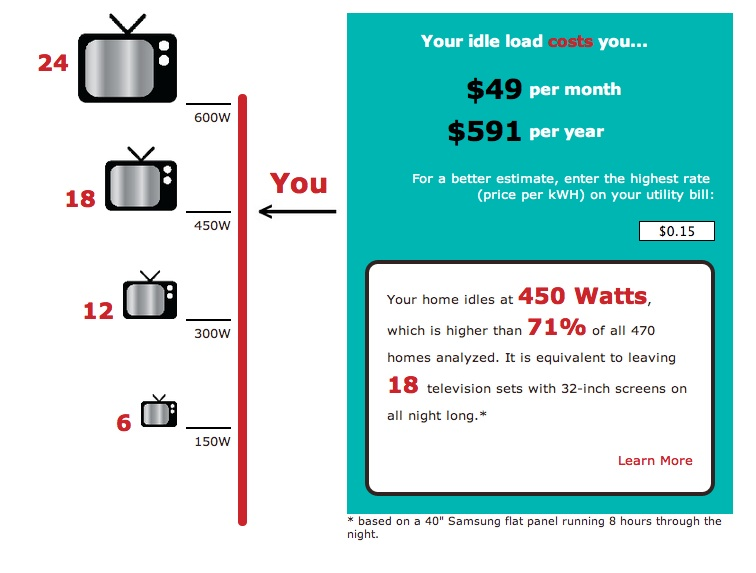 24
600W
18
450W
You
12
300W
6
150W
Your idle load costs you...
$49 per month
$591 per year
For a better estimate, enter the highest rate
(price per kWH) on your utility bill:
$0.15
Your home idles at 450 Watts,
which is higher than 71% of all 470
homes analyzed. It is equivalent to leaving
18 television sets with 32-inch screens on
all night long.*
Learn More
* based on a 40" Samsung flat panel running 8 hours through the
night.